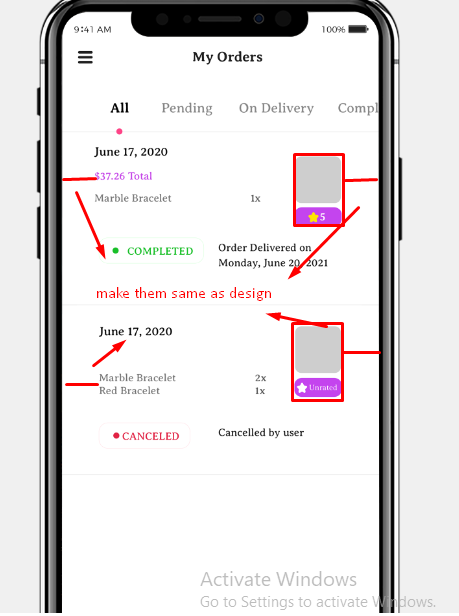 9:41 AM 100%
My Orders
All Pending On Delivery Compl
June 17, 2020
$37.26 Total
Marble Bracelet 1x
5
COMPLETED
Order Delivered on
Monday, June 20, 2021
make them same as design
June 17, 2020
Marble Bracelet 2x
Red Bracelet 1x
Unrated
CANCELED
Cancelled by user
Activate Windows
Go to Settings to activate Windows.